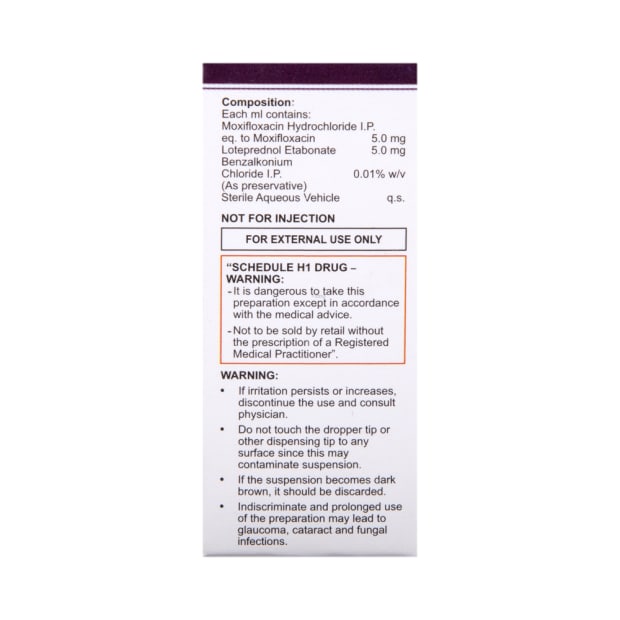 Composition:
Each ml contains:
Moxifloxacin Hydrochloride I.P.
eq. to Moxifloxacin 5.0 mg
Loteprednol Etabonate 5.0 mg
Benzalkonium
Chloride I.P. 0.01% w/v
(As preservative)
Sterile Aqueous Vehicle q.s.
NOT FOR INJECTION
FOR EXTERNAL USE ONLY
“SCHEDULE H1 DRUG –
WARNING:
-It is dangerous to take this
preparation except in accordance
with the medical advice.
-Not to be sold by retail without
the prescription of a Registered
Medical Practitioner”.
WARNING:
• If irritation persists or increases,
discontinue the use and consult
physician.
• Do not touch the dropper tip or
other dispensing tip to any
surface since this may
contaminate suspension.
• If the suspension becomes dark
brown, it should be discarded.
• Indiscriminate and prolonged use
of the preparation may lead to
glaucoma, cataract and fungal
infections.